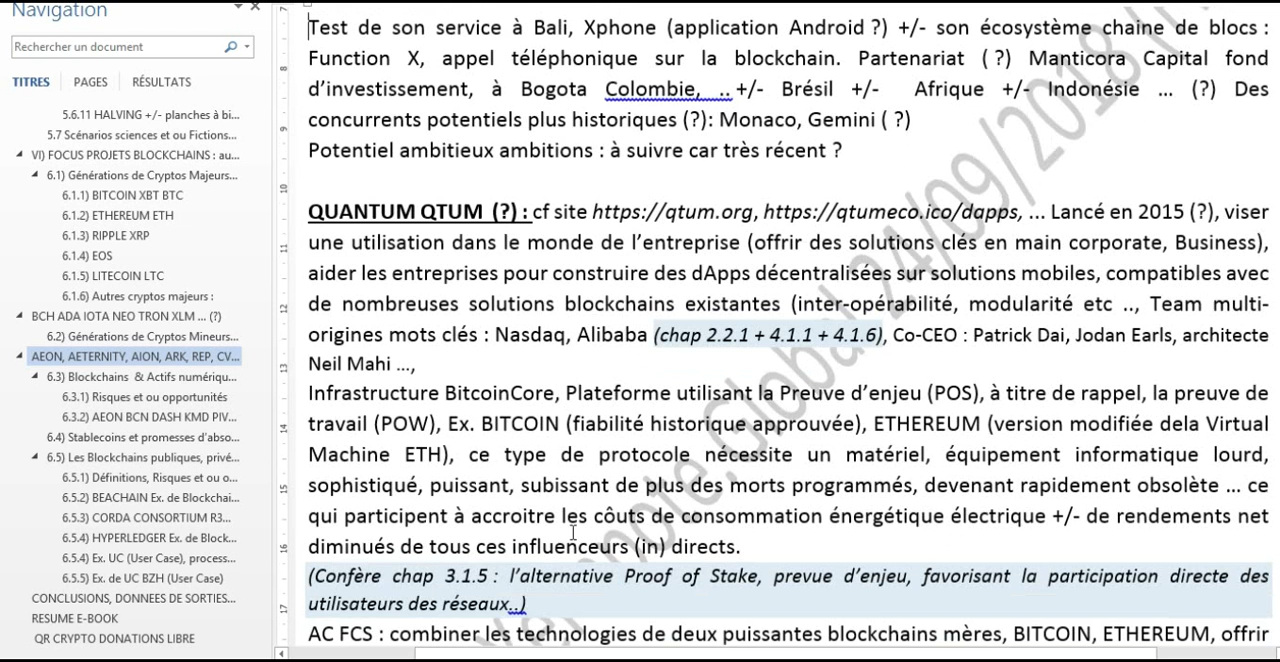 Navigation
Rechercher un document
TITRES PAGES RÉSULTATS
5.6.11 HALVING +/- planches à bi...
5.7 Scénarios sciences et ou Fictions...
VI) FOCUS PROJETS BLOCKCHAINS : au...
6.1) Générations de Cryptos Majeurs...
6.1.1) BITCOIN XBT BTC
6.1.2) ETHEREUM ETH
6.1.3) RIPPLE XRP
6.1.4) EOS
6.1.5) LITECOIN LTC
6.1.6) Autres cryptos majeurs :
BCH ADA IOTA NEO TRON XLM ... (?)
6.2) Générations de Cryptos Mineurs...
AEON, AETERNITY, AION, ARK, REP, CV...
6.3) Blockchains & Actifs numériqu...
6.3.1) Risques et ou opportunités
6.3.2) AEON BCN DASH KMD PIV...
6.4) Stablecoins et promesses d'abso...
6.5) Les Blockchains publiques, privé...
6.5.1) Définitions, Risques et ou o...
6.5.2) BEACHAIN Ex. de Blockchai...
6.5.3) CORDA CONSORTIUM R3...
6.5.4) HYPERLEDGER Ex. de Block...
6.5.4) Ex. UC (User Case), process...
6.5.5) Ex. de UC BZH (User Case)
CONCLUSIONS, DONNEES DE SORTIES...
RESUME E-BOOK
QR CRYPTO DONATIONS LIBRE
7
8
9
10
11
12
13
14
15
16
17
Test de son service à Bali, Xphone (application Android ?) +/- son écosystème chaine de blocs :
Function X, appel téléphonique sur la blockchain. Partenariat (?) Manticora Capital fond
d'investissement, à Bogota Colombie, .. +/- Brésil +/- Afrique +/- Indonésie ... (?) Des
concurrents potentiels plus historiques (?): Monaco, Gemini ( ?)
Potentiel ambitieux ambitions : à suivre car très récent ?
QUANTUM QTUM (?) : cf site https://qtum.org, https://qtumeco.ico/dapps, ... Lancé en 2015 (?), viser
une utilisation dans le monde de l'entreprise (offrir des solutions clés en main corporate, Business),
aider les entreprises pour construire des dApps décentralisées sur solutions mobiles, compatibles avec
de nombreuses solutions blockchains existantes (inter-opérabilité, modularité etc .., Team multi-
origines mots clés : Nasdaq, Alibaba (chap 2.2.1 + 4.1.1 + 4.1.6), Co-CEO : Patrick Dai, Jodan Earls, architecte
Neil Mahi ...,
Infrastructure BitcoinCore, Plateforme utilisant la Preuve d'enjeu (POS), à titre de rappel, la preuve de
travail (POW), Ex. BITCOIN (fiabilité historique approuvée), ETHEREUM (version modifiée dela Virtual
Machine ETH), ce type de protocole nécessite un matériel, équipement informatique lourd,
sophistiqué, puissant, subissant de plus des morts programmés, devenant rapidement obsolète ... ce
qui participent à accroitre les côuts de consommation énergétique électrique +/- de rendements net
diminués de tous ces influenceurs (in) directs.
(Confère chap 3.1.5 : l'alternative Proof of Stake, prevue d'enjeu, favorisant la participation directe des
utilisateurs des réseaux..)
AC FCS : combiner les technologies de deux puissantes blockchains mères, BITCOIN, ETHEREUM, offrir